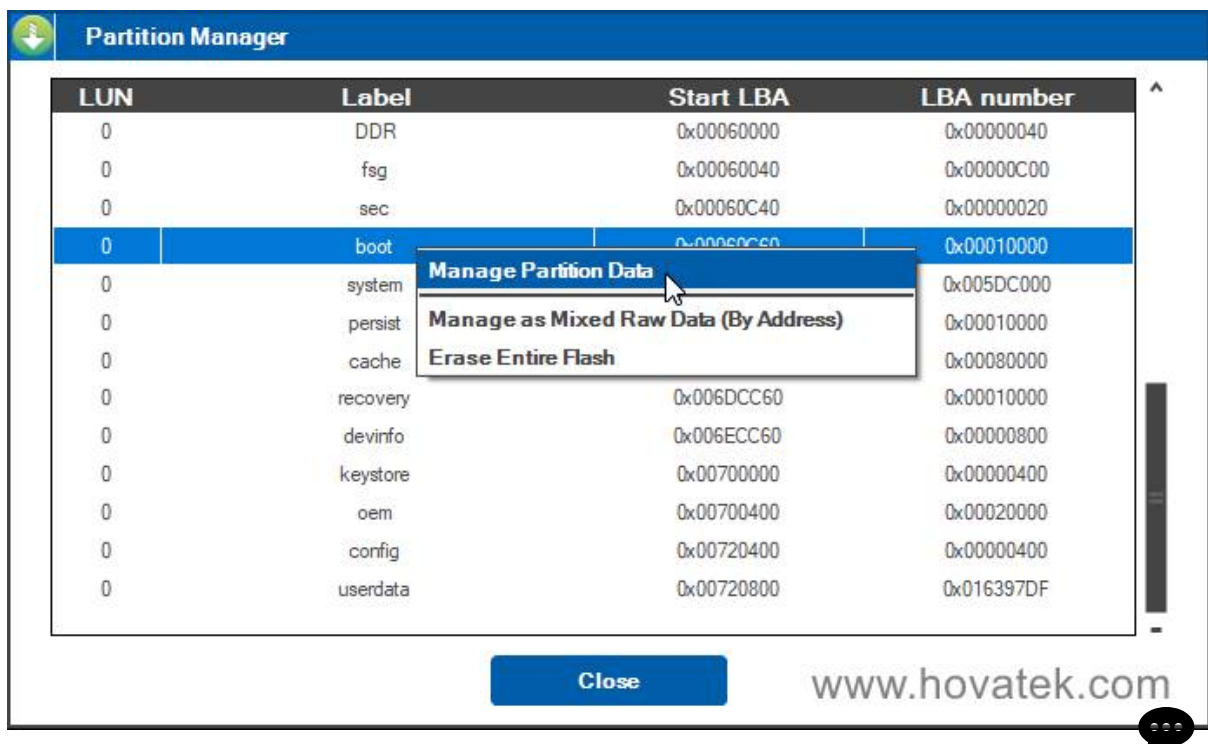 Partition Manager
LUN Label Start LBA LBA number
0 DDR 0x00060000 0x00000040
0 fsg 0x00060040 0x00000C00
0 sec 0x00060C40 0x00000020
0 boot 0x00060C60 0x00010000
Manage Partition Data
0 system 0x005DC000
0 persist Manage as Mixed Raw Data (By Address) 0x00010000
0 cache Erase Entire Flash 0x00080000
0 recovery 0x006DCC60 0x00010000
0 devinfo 0x006ECC60 0x00000800
0 keystore 0x00700000 0x00000400
0 oem 0x00700400 0x00020000
0 config 0x00720400 0x00000400
0 userdata 0x00720800 0x016397DF
Close
www.hovatek.com